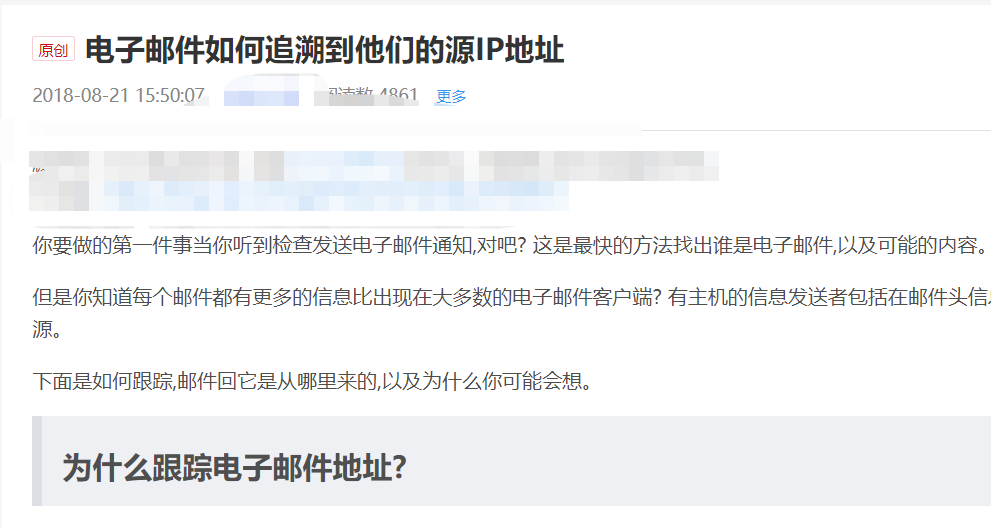 原创 电子邮件如何追溯到他们的源IP地址
2018-08-21 15:50:07 阅读数 4861 更多
你要做的第一件事当你听到检查发送电子邮件通知,对吧? 这是最快的方法找出谁是电子邮件,以及可能的内容。
但是你知道每个邮件都有更多的信息比出现在大多数的电子邮件客户端? 有主机的信息发送者包括在邮件头信
源。
下面是如何跟踪,邮件回它是从哪里来的,以及为什么你可能会想。
为什么跟踪电子邮件地址?